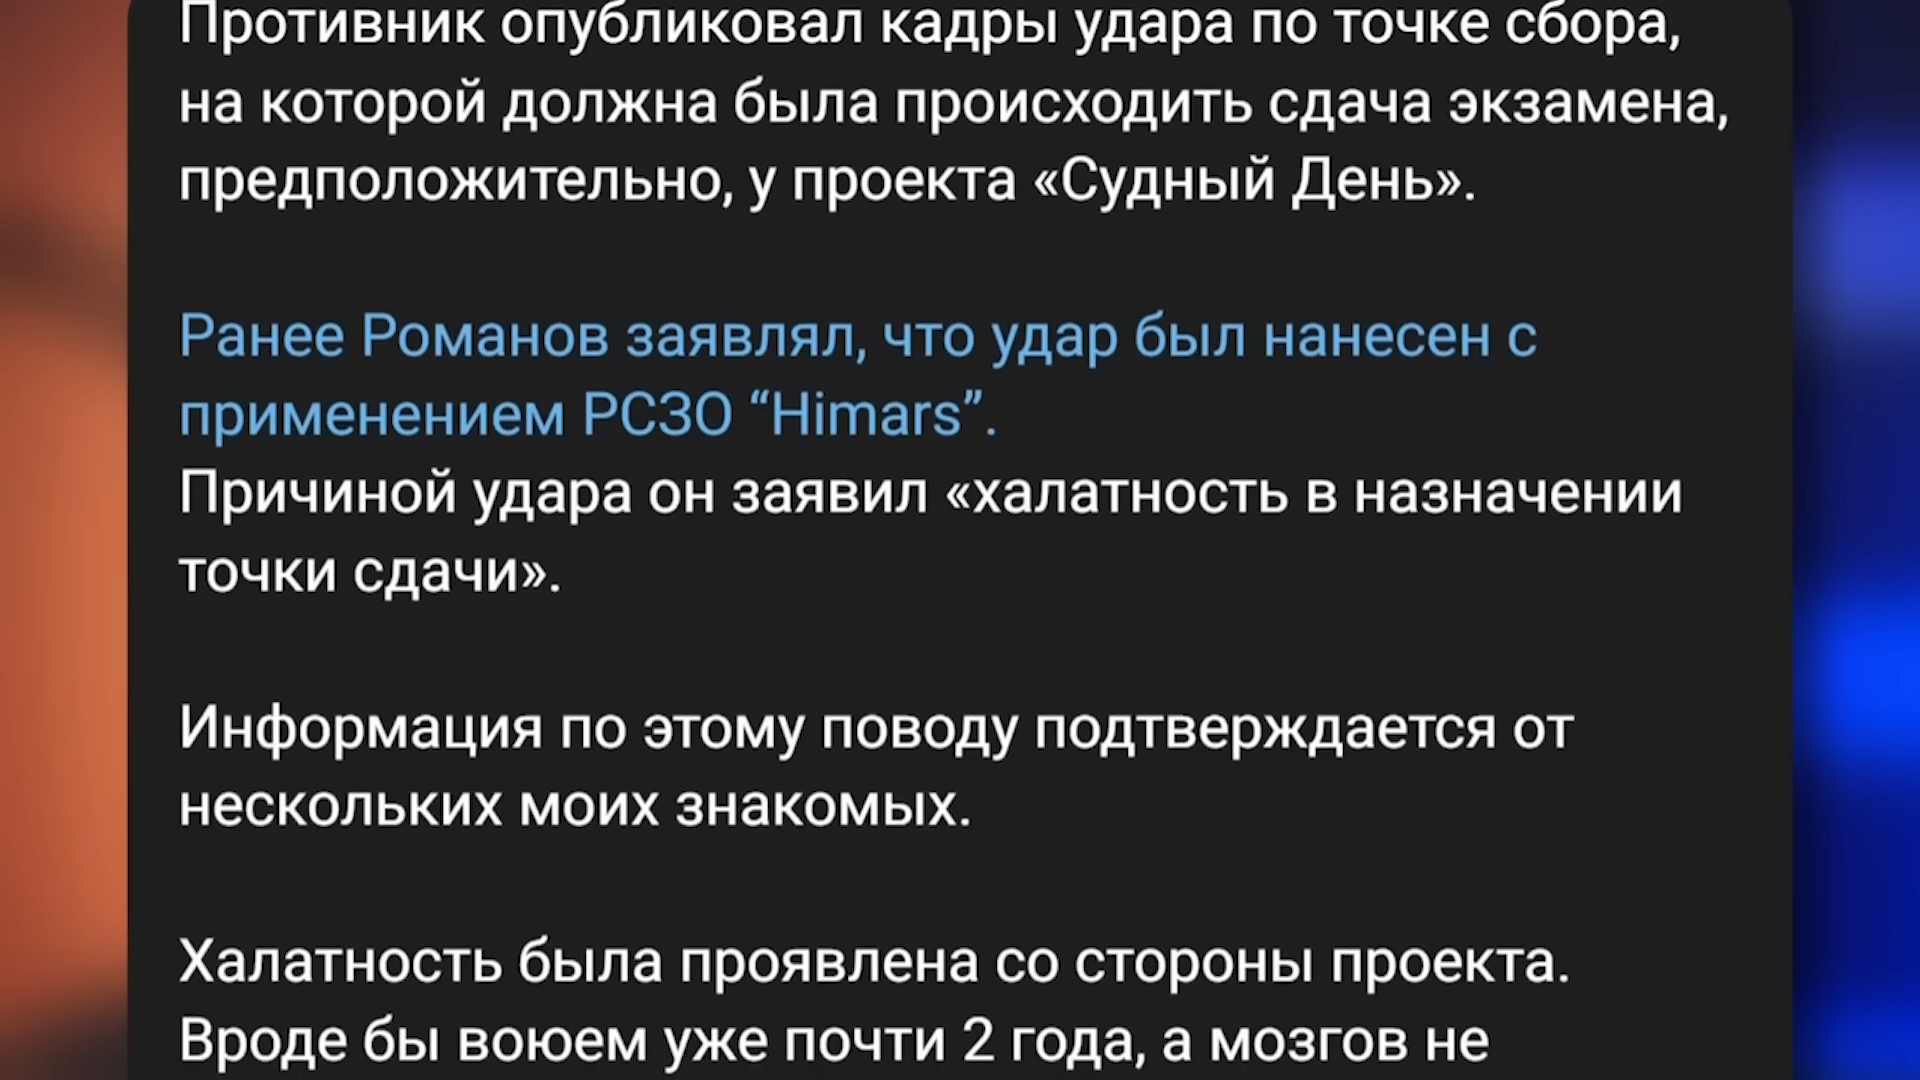 Противник опубликовал кадры удара по точке сбора,
на которой должна была происходить сдача экзамена,
предположительно, у проекта «Судный День».
Ранее Романов заявлял, что удар был нанесен с
применением РСЗО “Himars”.
Причиной удара он заявил «халатность в назначении
точки сдачи».
Информация по этому поводу подтверждается от
нескольких моих знакомых.
Халатность была проявлена со стороны проекта.
Вроде бы воюем уже почти 2 года, а мозгов не